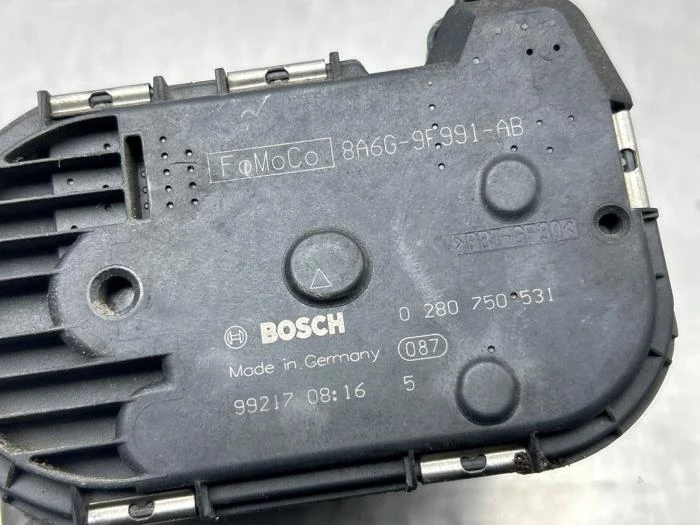 FoMoCo 8A6G-9F991-AB
>PBT-GF30<
BOSCH 0 280 750 531
Made in Germany 087
99217 08:16 5